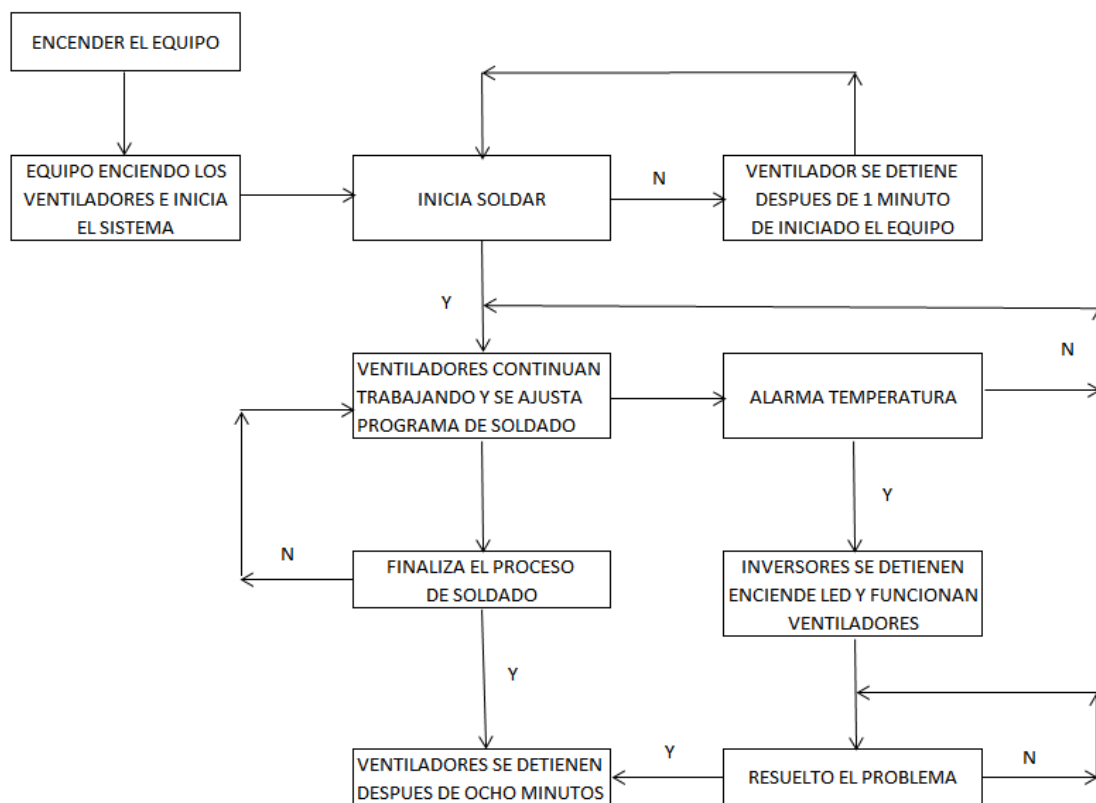 ENCENDER EL EQUIPO
EQUIPO ENCIENDO LOS
VENTILADORES E INICIA
EL SISTEMA
INICIA SOLDAR
N
VENTILADOR SE DETIENE
DESPUES DE 1 MINUTO
DE INICIADO EL EQUIPO
Y
VENTILADORES CONTINUAN
TRABAJANDO Y SE AJUSTA
PROGRAMA DE SOLDADO
ALARMA TEMPERATURA
N
Y
N
FINALIZA EL PROCESO
DE SOLDADO
INVERSORES SE DETIENEN
ENCIENDE LED Y FUNCIONAN
VENTILADORES
Y
VENTILADORES SE DETIENEN
DESPUES DE OCHO MINUTOS
Y
RESUELTO EL PROBLEMA
N